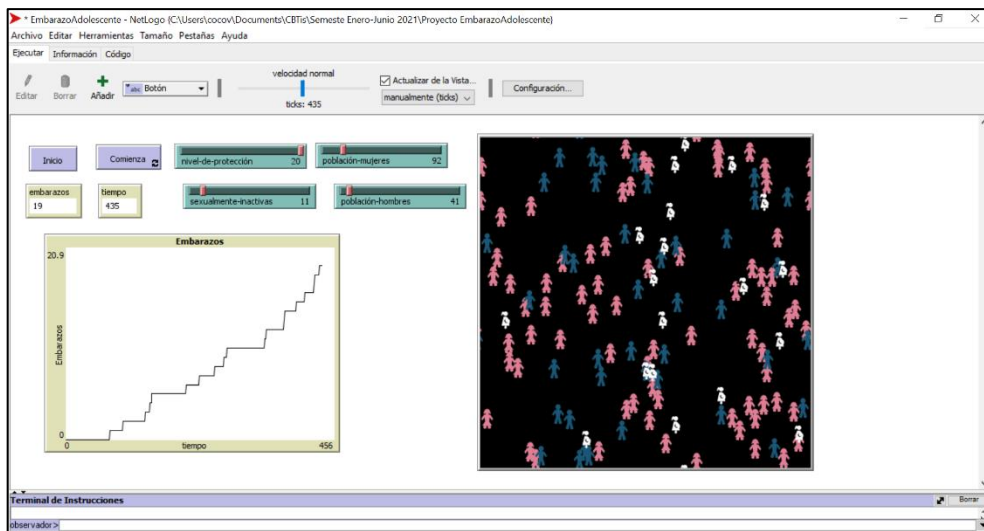 * EmbarazoAdolescente - NetLogo {C:\Users\cocov\Documents\CBTis\Semeste Enero-Junio 2021\Proyecto EmbarazoAdolescente}
Archivo Editar Herramientas Tamaño Pestañas Ayuda
Ejecutar Información Código
Editar Borrar Añadir
abc Botón
velocidad normal
ticks: 435
Actualizar de la Vista...
manualmente (ticks)
Configuración...
Inicio
Comienza
nivel-de-protección 20
población-mujeres 92
embarazos
19
tiempo
435
sexualmente-inactivas 11
población-hombres 41
Embarazos
20.9
Embarazos
0
0
tiempo
456
Terminal de Instrucciones
Borrar
observador>